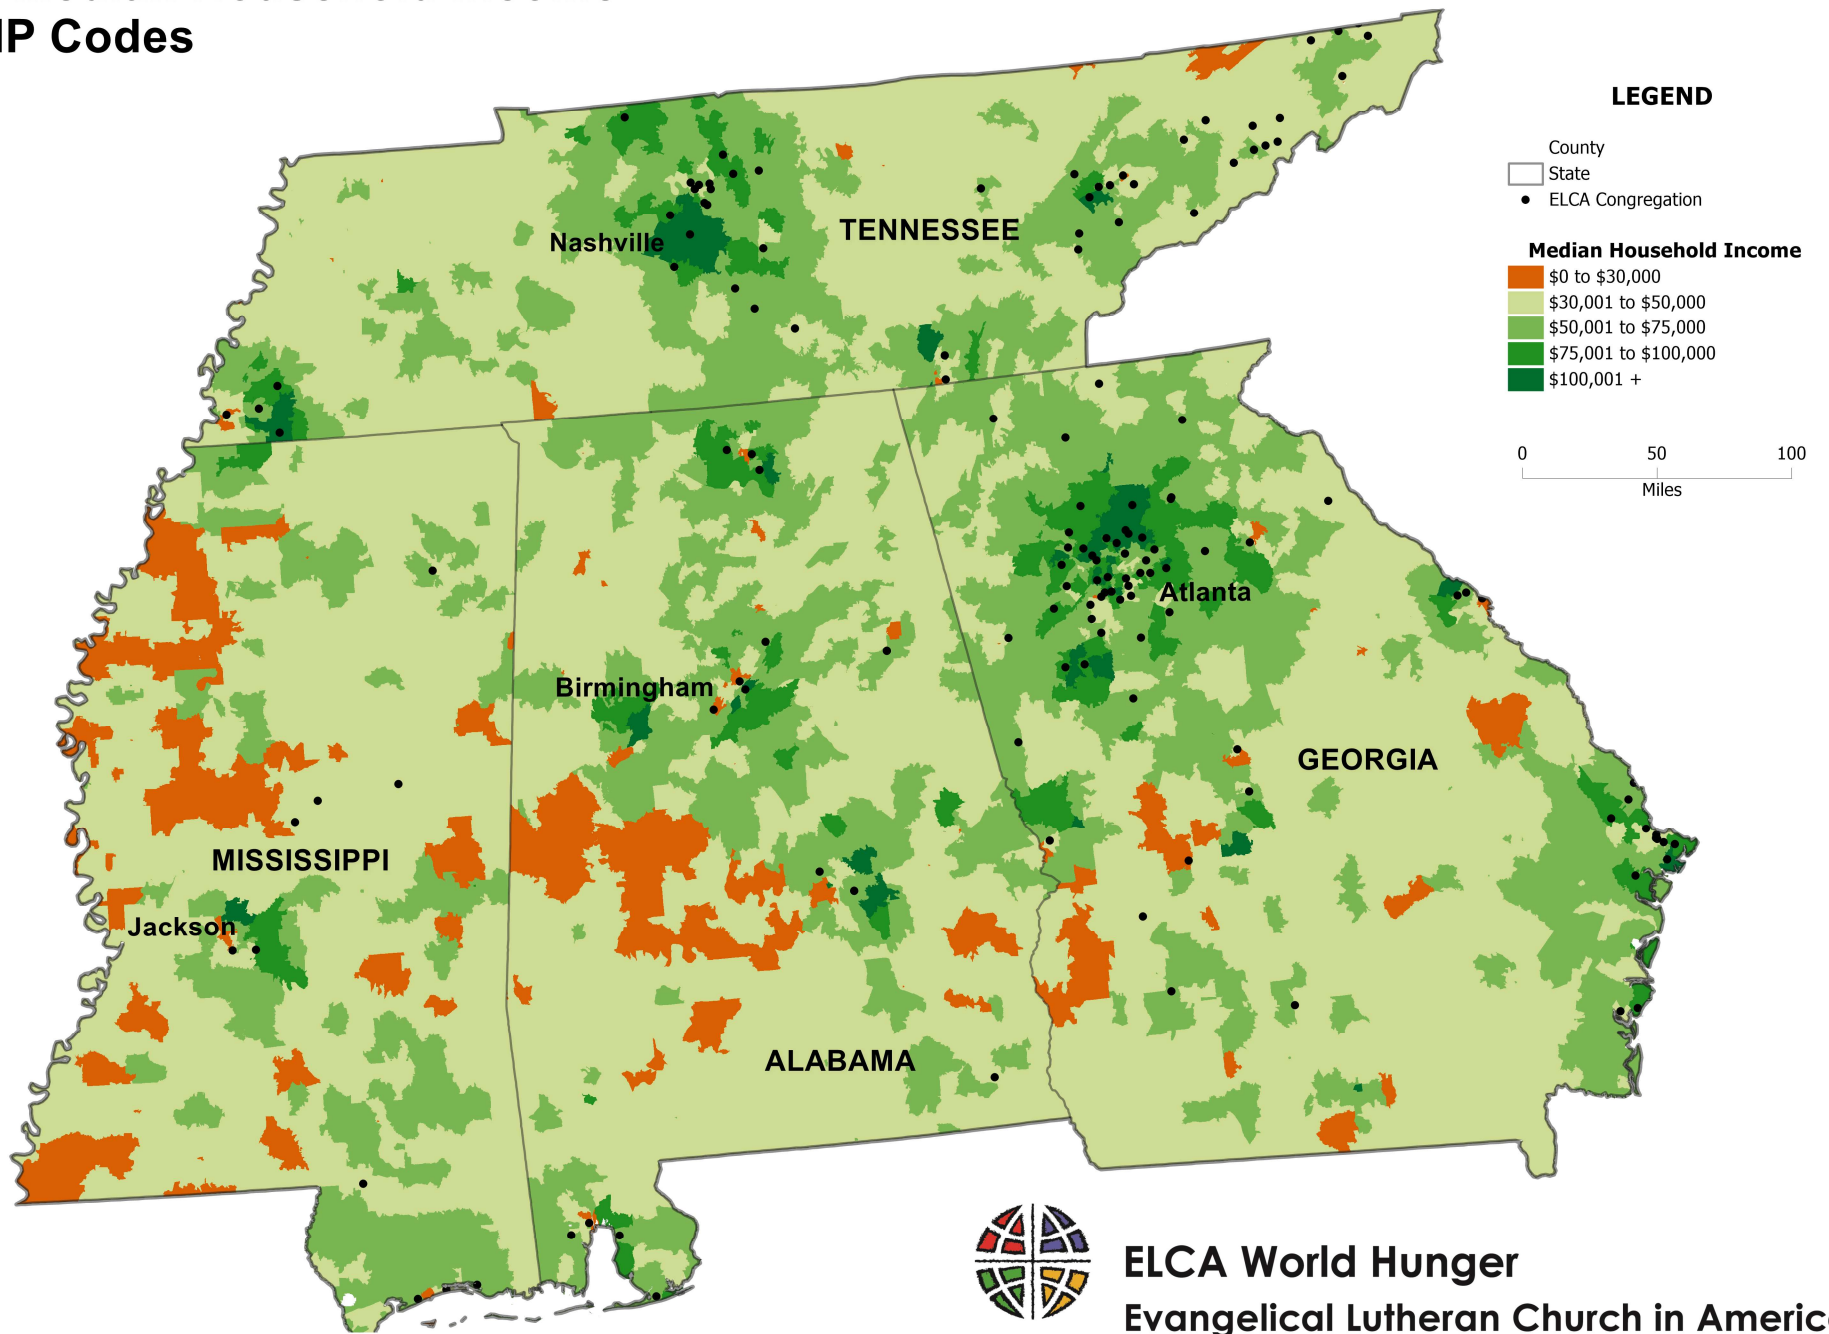 IP Codes
TENNESSEE
Nashville
Atlanta
Birmingham
GEORGIA
MISSISSIPPI
Jackson
ALABAMA
LEGEND
County
State
ELCA Congregation
Median Household Income
$0 to $30,000
$30,001 to $50,000
$50,001 to $75,000
$75,001 to $100,000
$100,001 +
0 50 100
Miles
ELCA World Hunger
Evangelical Lutheran Church in Americ